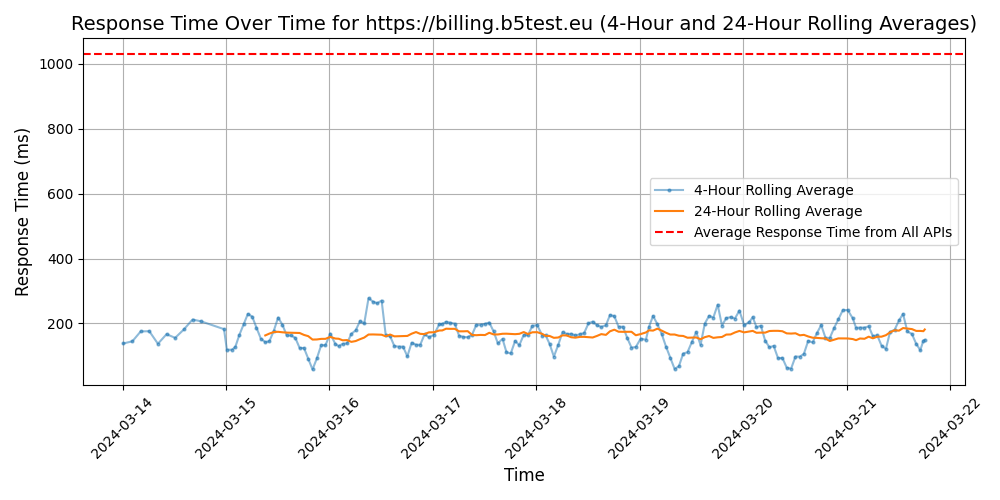 Response Time Over Time for https://billing.b5test.eu (4-Hour and 24-Hour Rolling Averages)
Response Time (ms)
1000
800
600
400
200
4-Hour Rolling Average
24-Hour Rolling Average
Average Response Time from All APIs
2024-03-14
2024-03-15
2024-03-16
2024-03-17
2024-03-18
2024-03-19
2024-03-20
2024-03-21
2024-03-22
Time